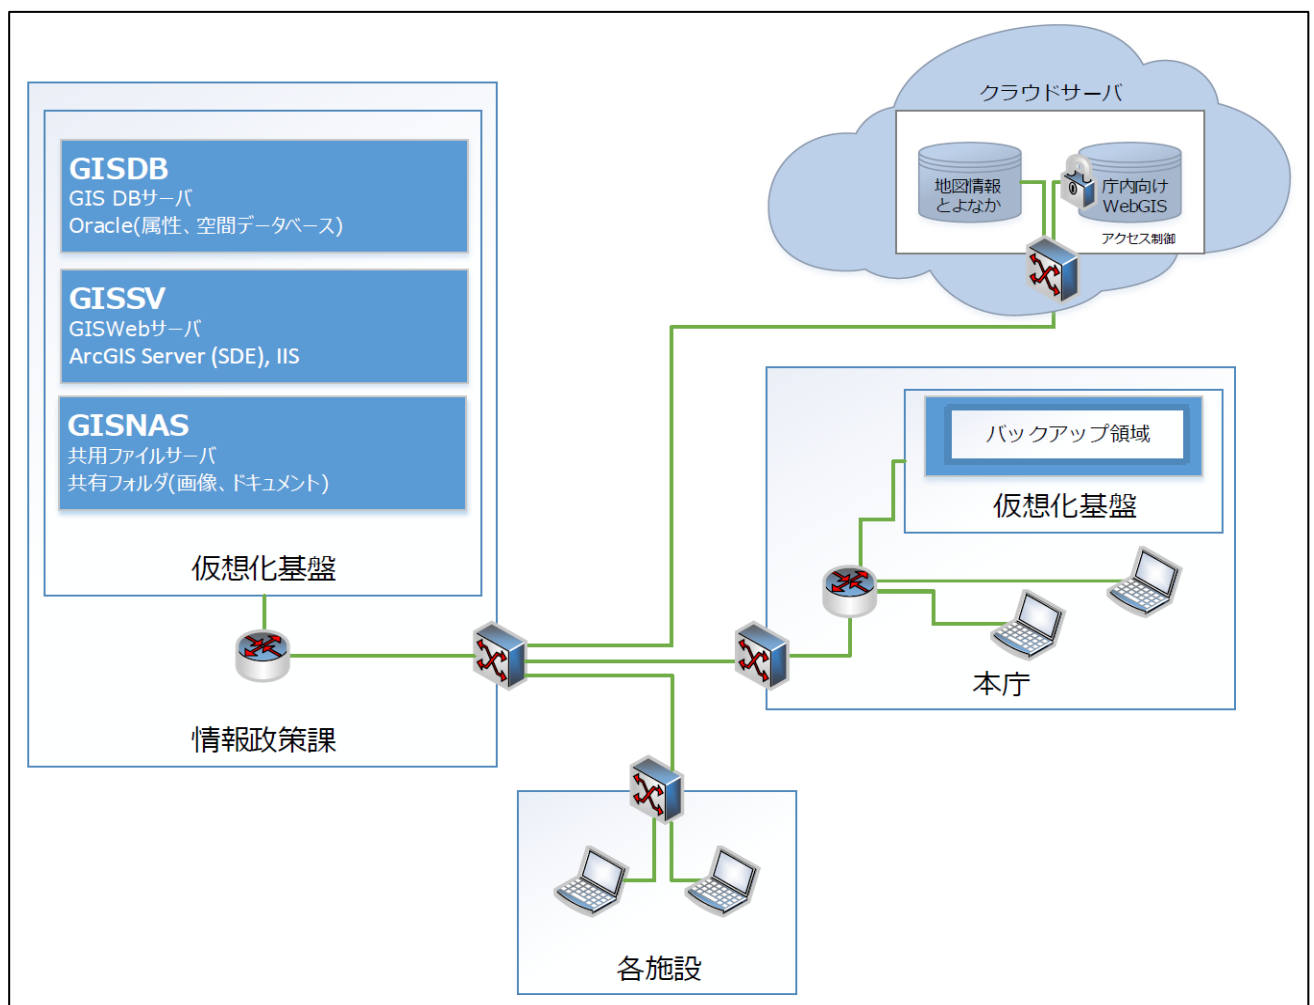 クラウドサーバ
地図情報
とよなか
庁内向け
WebGIS
アクセス制御
GISDB
GIS DBサーバ
Oracle(属性、空間データベース)
GISSV
GISWebサーバ
ArcGIS Server (SDE), IIS
GISNAS
共用ファイルサーバ
共有フォルダ(画像、ドキュメント)
仮想化基盤
情報政策課
バックアップ領域
仮想化基盤
本庁
各施設